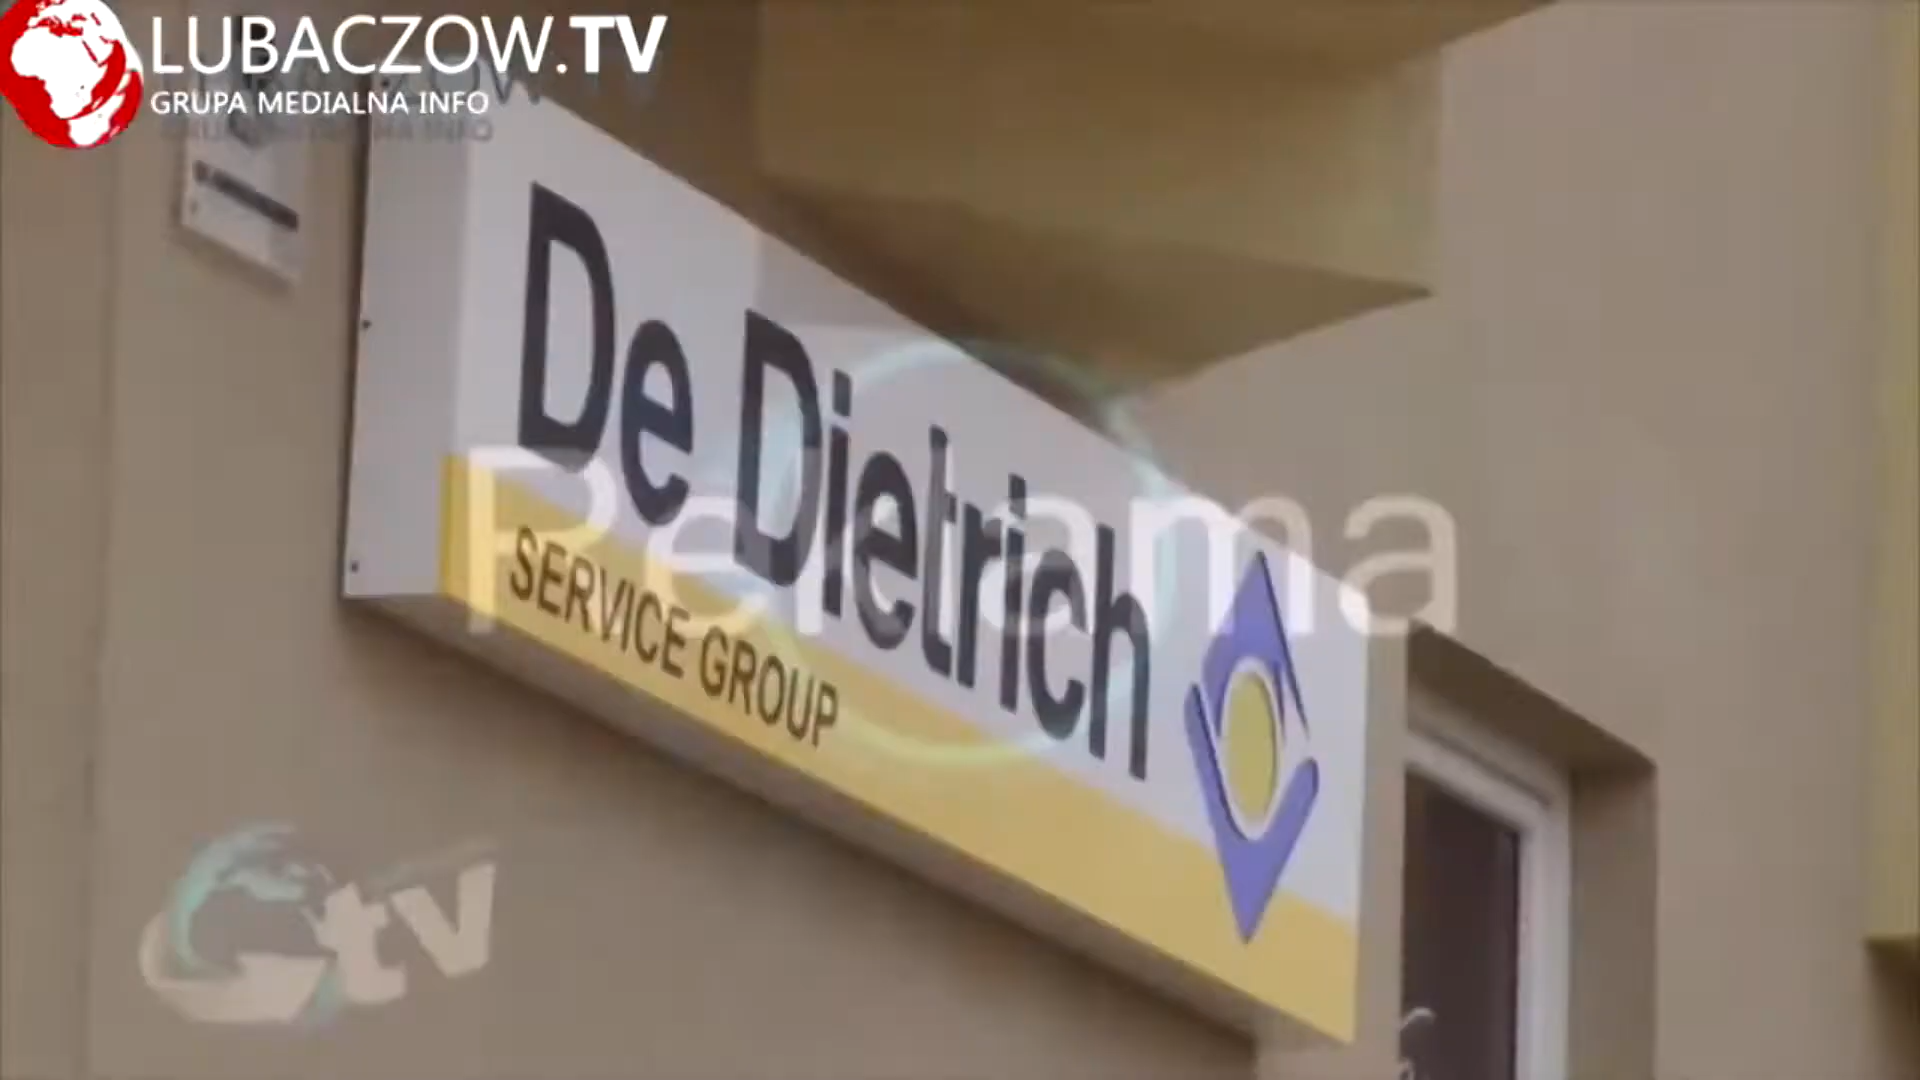 LUBACZOW.TV
GRUPA MEDIALNA INFO
De Dietrich
SERVICE GROUP
Reklama
tv